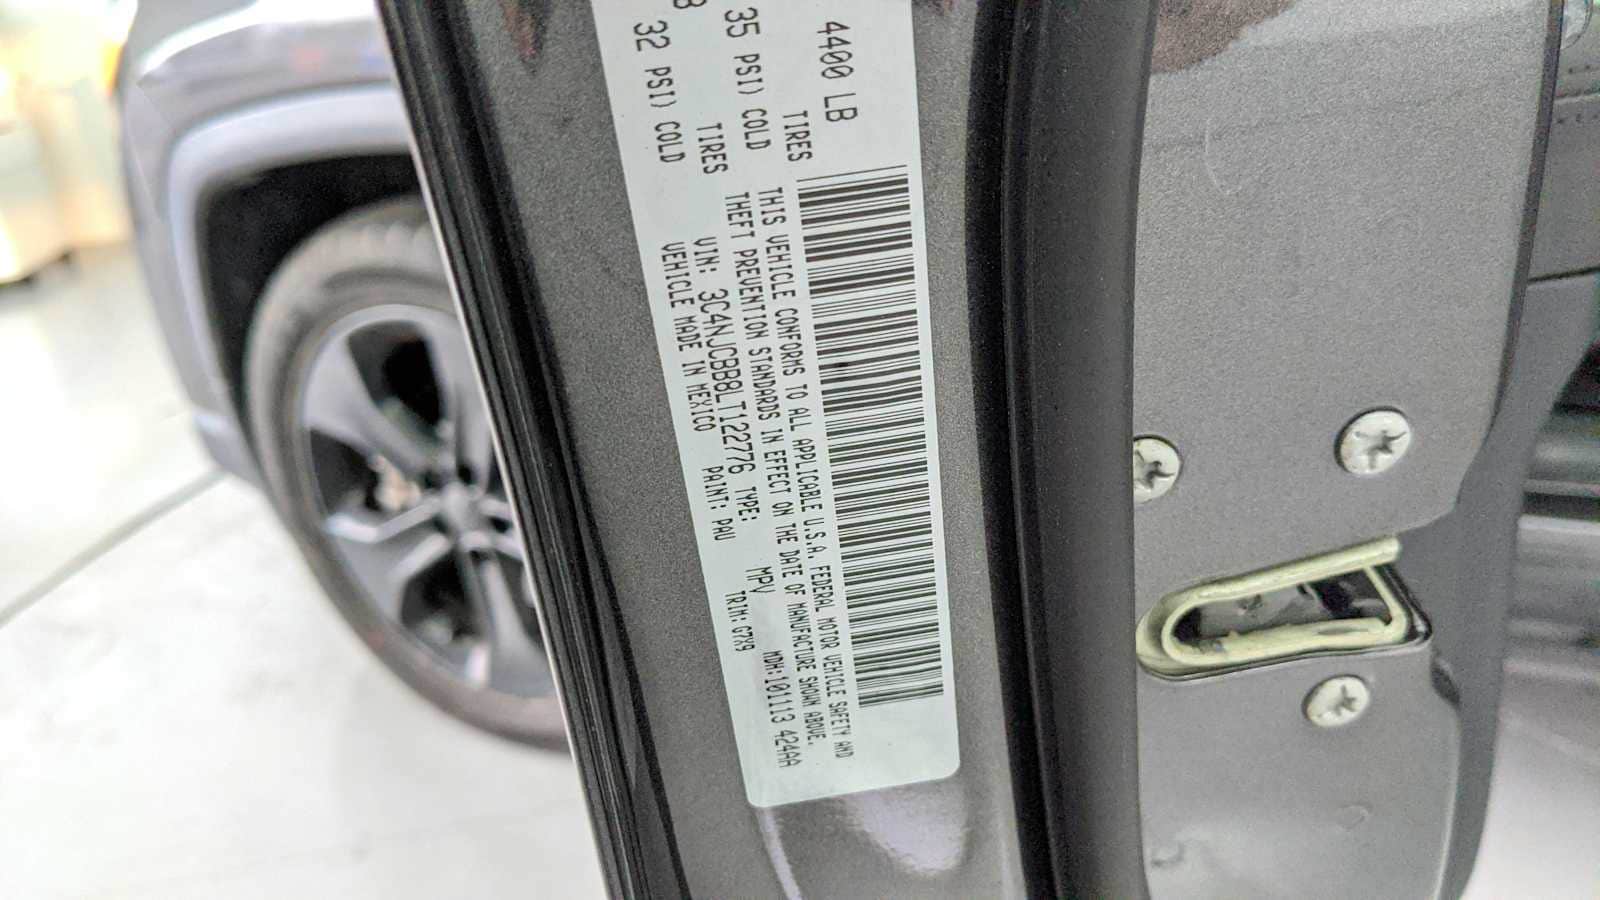 4400 LB
TIRES
35 PSI) COLD
TIRES
32 PSI) COLD
THIS VEHICLE CONFORMS TO ALL APPLICABLE U.S.A. FEDERAL MOTOR VEHICLE SAFETY AND
THEFT PREVENTION STANDARDS IN EFFECT ON THE DATE OF MANUFACTURE SHOWN ABOVE.
VIN: 3C4NJCBB8LT122776 TYPE: MPV MDH:101113 424AA
VEHICLE MADE IN MEXICO PAINT: PAU TRIM: G7X9